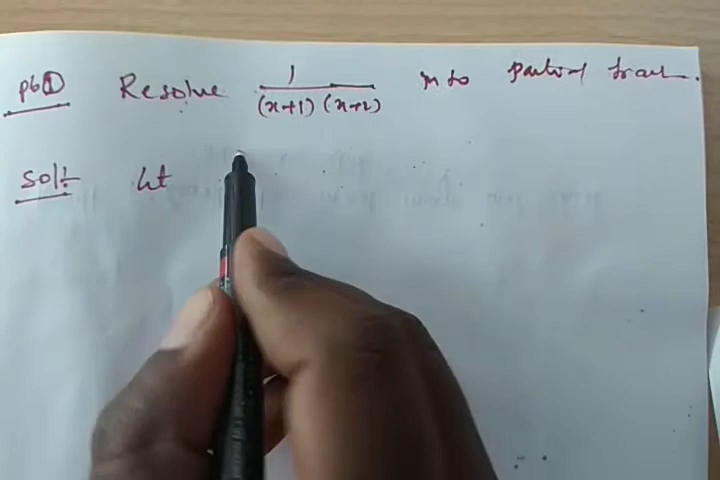 pb① Resolve 1/((x+1)(x+2)) into partial fract.
Sol: let